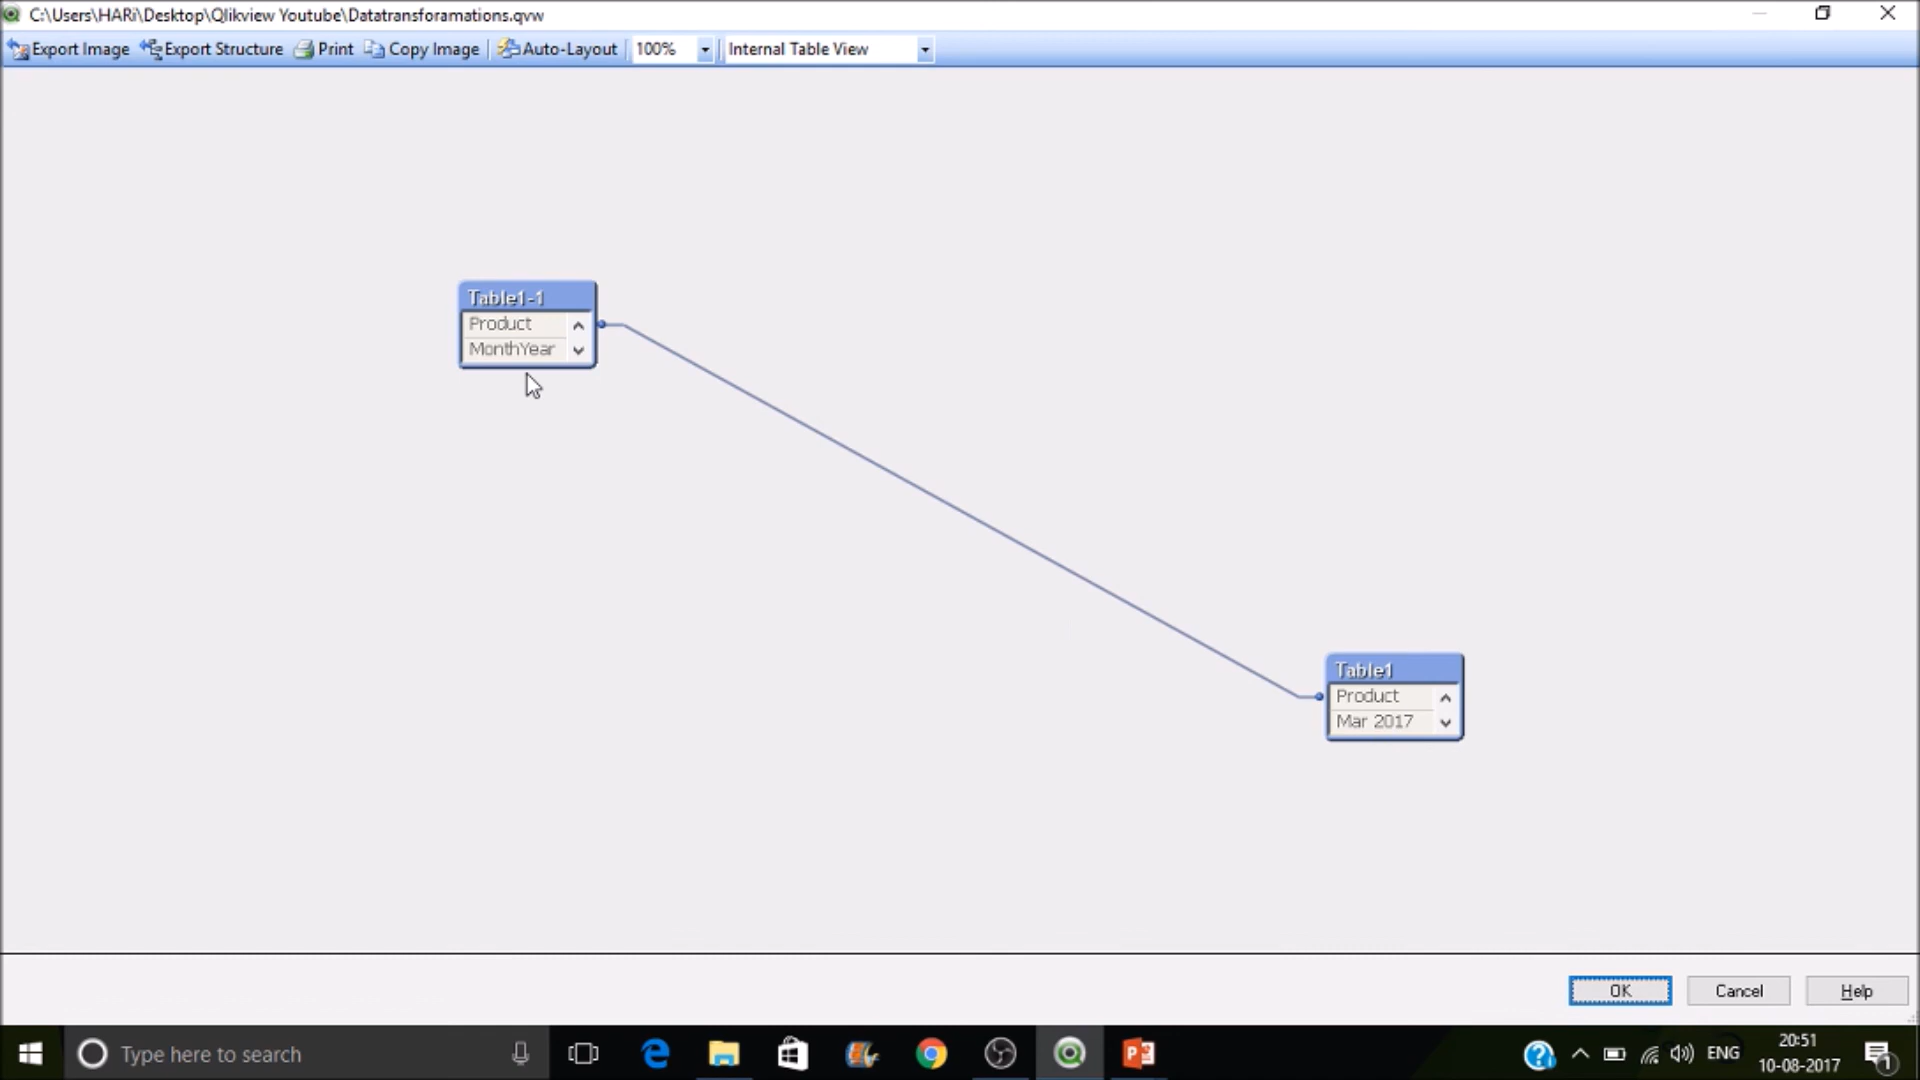 C:\Users\HARi\Desktop\Qlikview Youtube\Datatransforamations.qvw
Export Image Export Structure Print Copy Image Auto-Layout 100% Internal Table View
Table1-1
Product
MonthYear
Table1
Product
Mar 2017
OK Cancel Help
Type here to search
ENG
20:51
10-08-2017
1